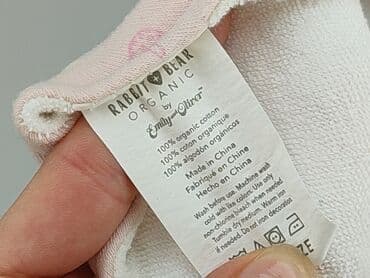 RABBIT + BEAR
ORGANIC
by
Emily and Oliver™
100% organic cotton
100% coton organique
100% algodón orgánicos
Made in China
Fabriqué en Chine
Hecho en China
Wash before use. Machine wash
cold with like colors. Use only
non-chlorine bleach when needed.
Tumble dry medium. Warm iron
if needed. Do not iron decoration